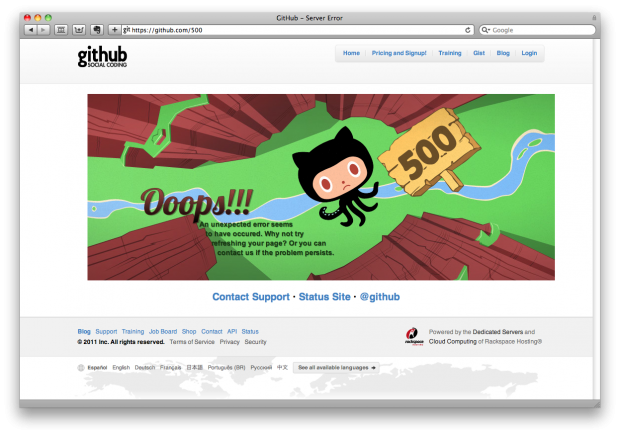 GitHub – Server Error
git https://github.com/500
Google
github
SOCIAL CODING
Home Pricing and Signup! Training Gist Blog Login
500
Ooops!!!
An unexpected error seems
to have occured. Why not try
refreshing your page? Or you can
contact us if the problem persists.
Contact Support · Status Site · @github
Blog Support Training Job Board Shop Contact API Status
© 2011 Inc. All rights reserved. Terms of Service Privacy Security
rackspace
Powered by the Dedicated Servers and
Cloud Computing of Rackspace Hosting®
Español English Deutsch Français 日本語 Português (BR) Русский 中文 See all available languages